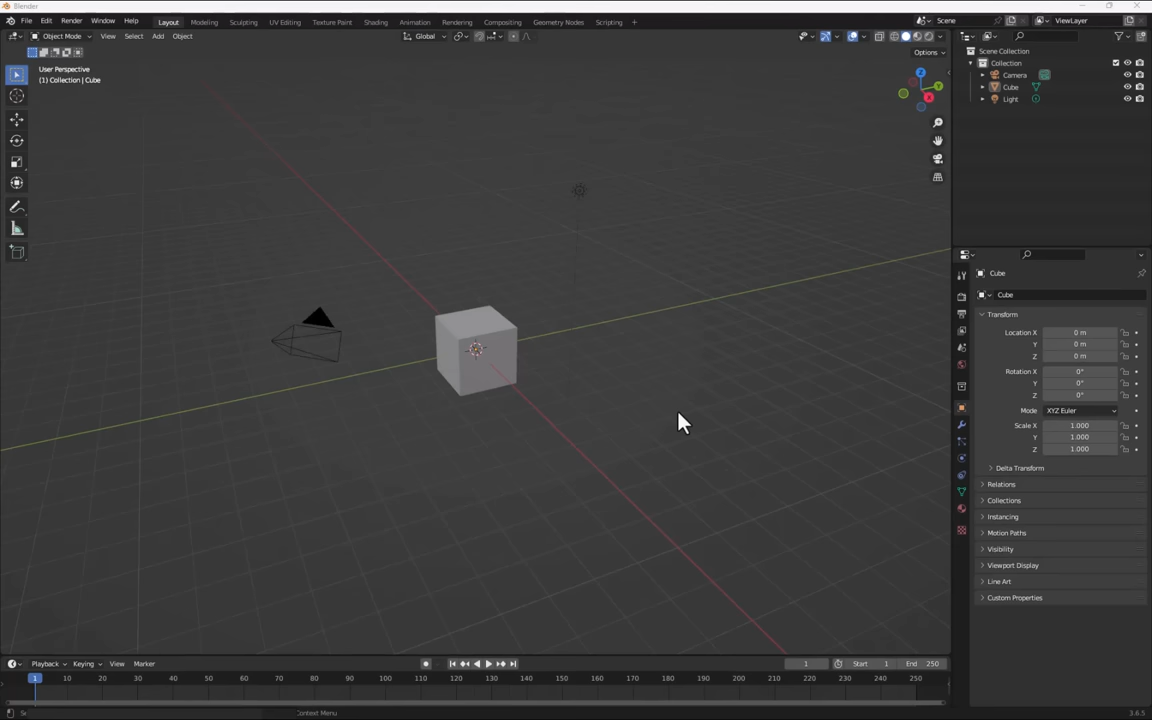 Blender
File Edit Render Window Help Layout Modeling Sculpting UV Editing Texture Paint Shading Animation Rendering Compositing Geometry Nodes Scripting + Scene ViewLayer
Object Mode View Select Add Object Global
Options
User Perspective
(1) Collection | Cube
Z
Y
X
Scene Collection
Collection
Camera
Cube
Light
Cube
Cube
Transform
Location X 0 m
Y 0 m
Z 0 m
Rotation X 0°
Y 0°
Z 0°
Mode XYZ Euler
Scale X 1.000
Y 1.000
Z 1.000
Delta Transform
Relations
Collections
Instancing
Motion Paths
Visibility
Viewport Display
Line Art
Custom Properties
Playback Keying View Marker 1 Start 1 End 250
1 10 20 30 40 50 60 70 80 90 100 110 120 130 140 150 160 170 180 190 200 210 220 230 240 250
Context Menu 3.6.5